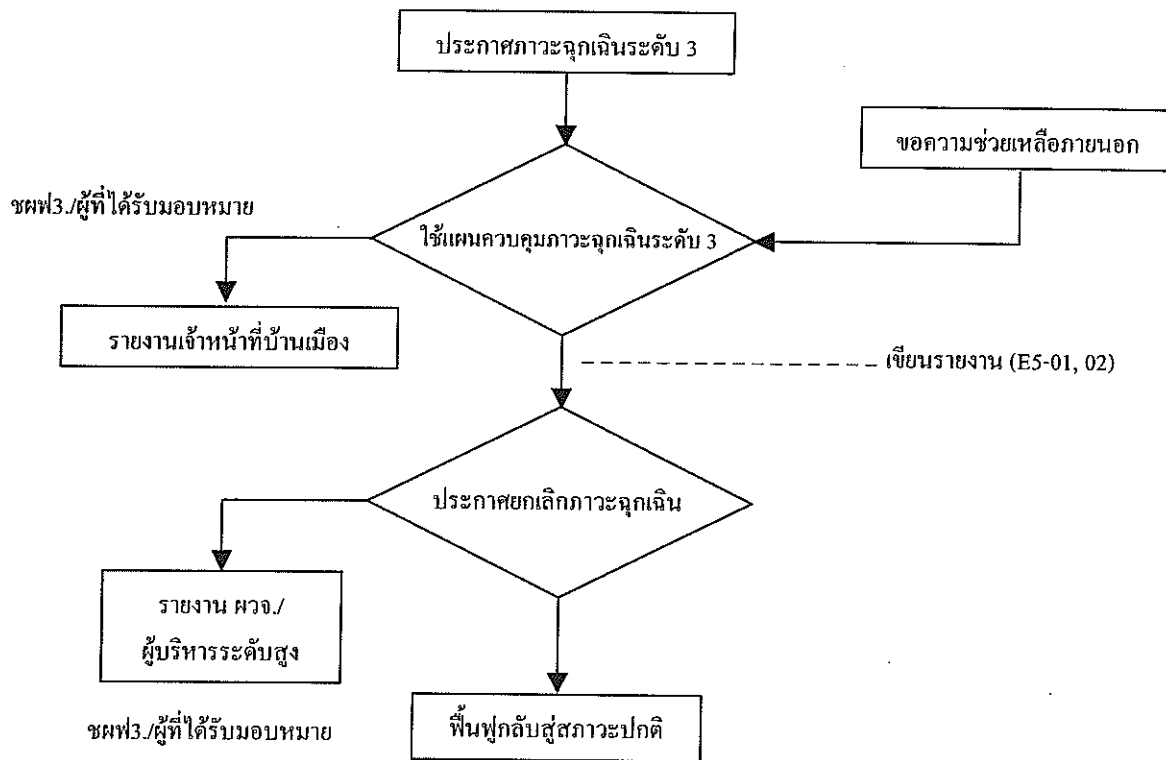 ประกาศภาวะฉุกเฉินระดับ 3
ขอความช่วยเหลือภายนอก
ชผฟ3./ผู้ที่ได้รับมอบหมาย
ใช้แผนควบคุมภาวะฉุกเฉินระดับ 3
รายงานเจ้าหน้าที่บ้านเมือง
เขียนรายงาน (E5-01, 02)
ประกาศยกเลิกภาวะฉุกเฉิน
รายงาน ผวจ./
ผู้บริหารระดับสูง
ชผฟ3./ผู้ที่ได้รับมอบหมาย
ฟื้นฟูกลับสู่สภาวะปกติ